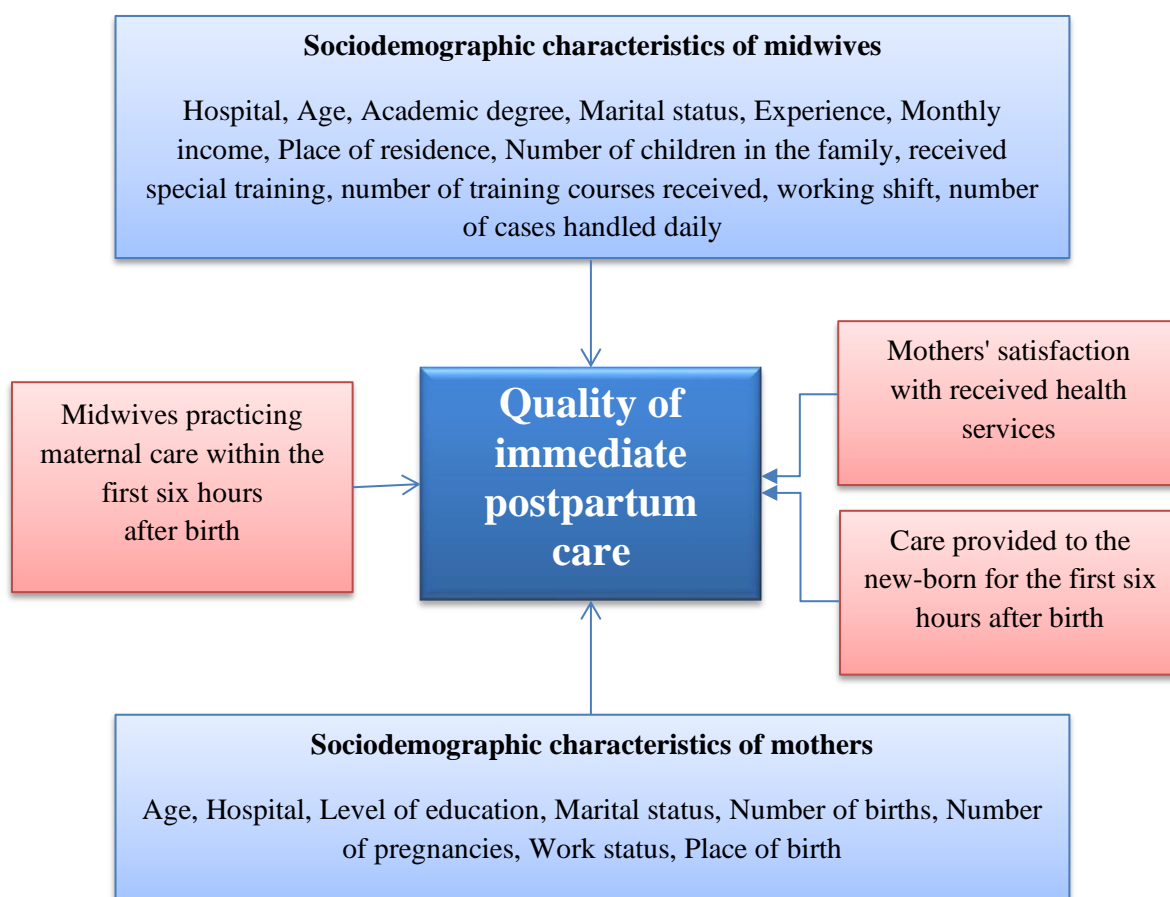 Sociodemographic characteristics of midwives
Hospital, Age, Academic degree, Marital status, Experience, Monthly
income, Place of residence, Number of children in the family, received
special training, number of training courses received, working shift, number
of cases handled daily
Midwives practicing
maternal care within the
first six hours
after birth
Quality of
immediate
postpartum
care
Mothers' satisfaction
with received health
services
Care provided to the
new-born for the first six
hours after birth
Sociodemographic characteristics of mothers
Age, Hospital, Level of education, Marital status, Number of births, Number
of pregnancies, Work status, Place of birth